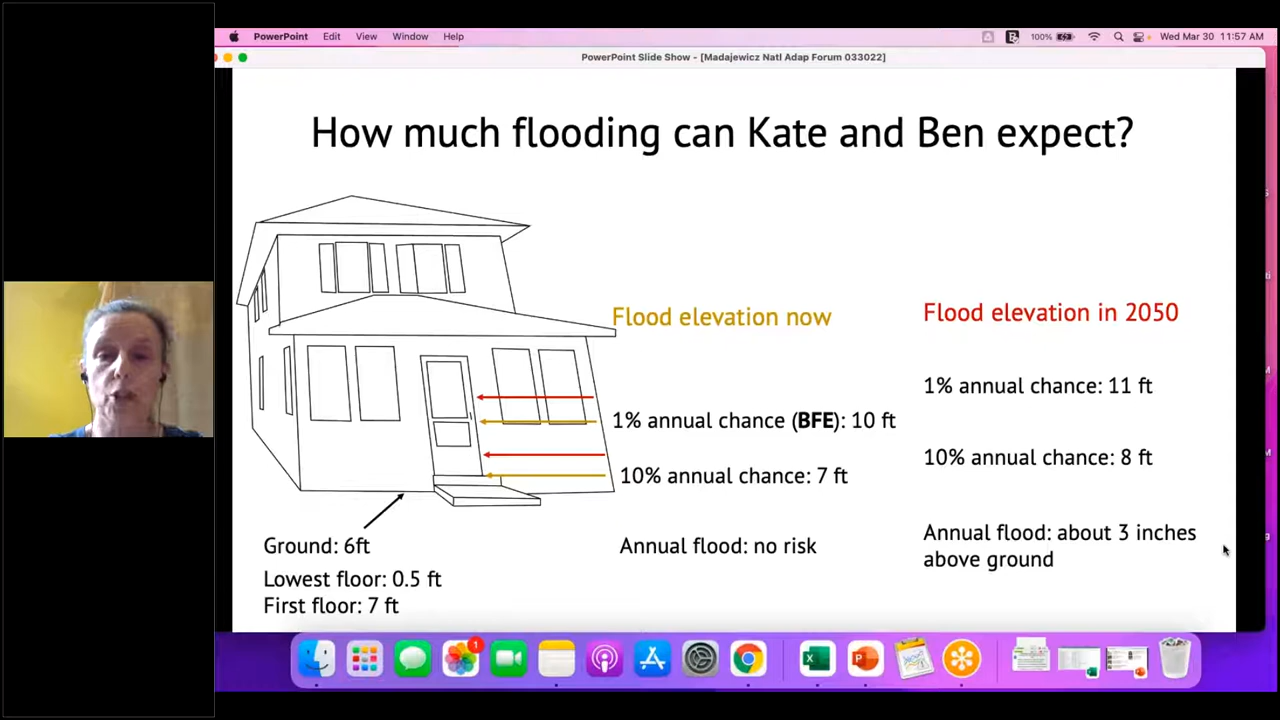 PowerPoint Edit View Window Help 100% Wed Mar 30 11:57 AM
PowerPoint Slide Show - [Madajewicz Natl Adap Forum 033022]
How much flooding can Kate and Ben expect?
Flood elevation now
Flood elevation in 2050
1% annual chance: 11 ft
1% annual chance (BFE): 10 ft
10% annual chance: 8 ft
10% annual chance: 7 ft
Annual flood: about 3 inches
above ground
Ground: 6ft
Annual flood: no risk
Lowest floor: 0.5 ft
First floor: 7 ft
1